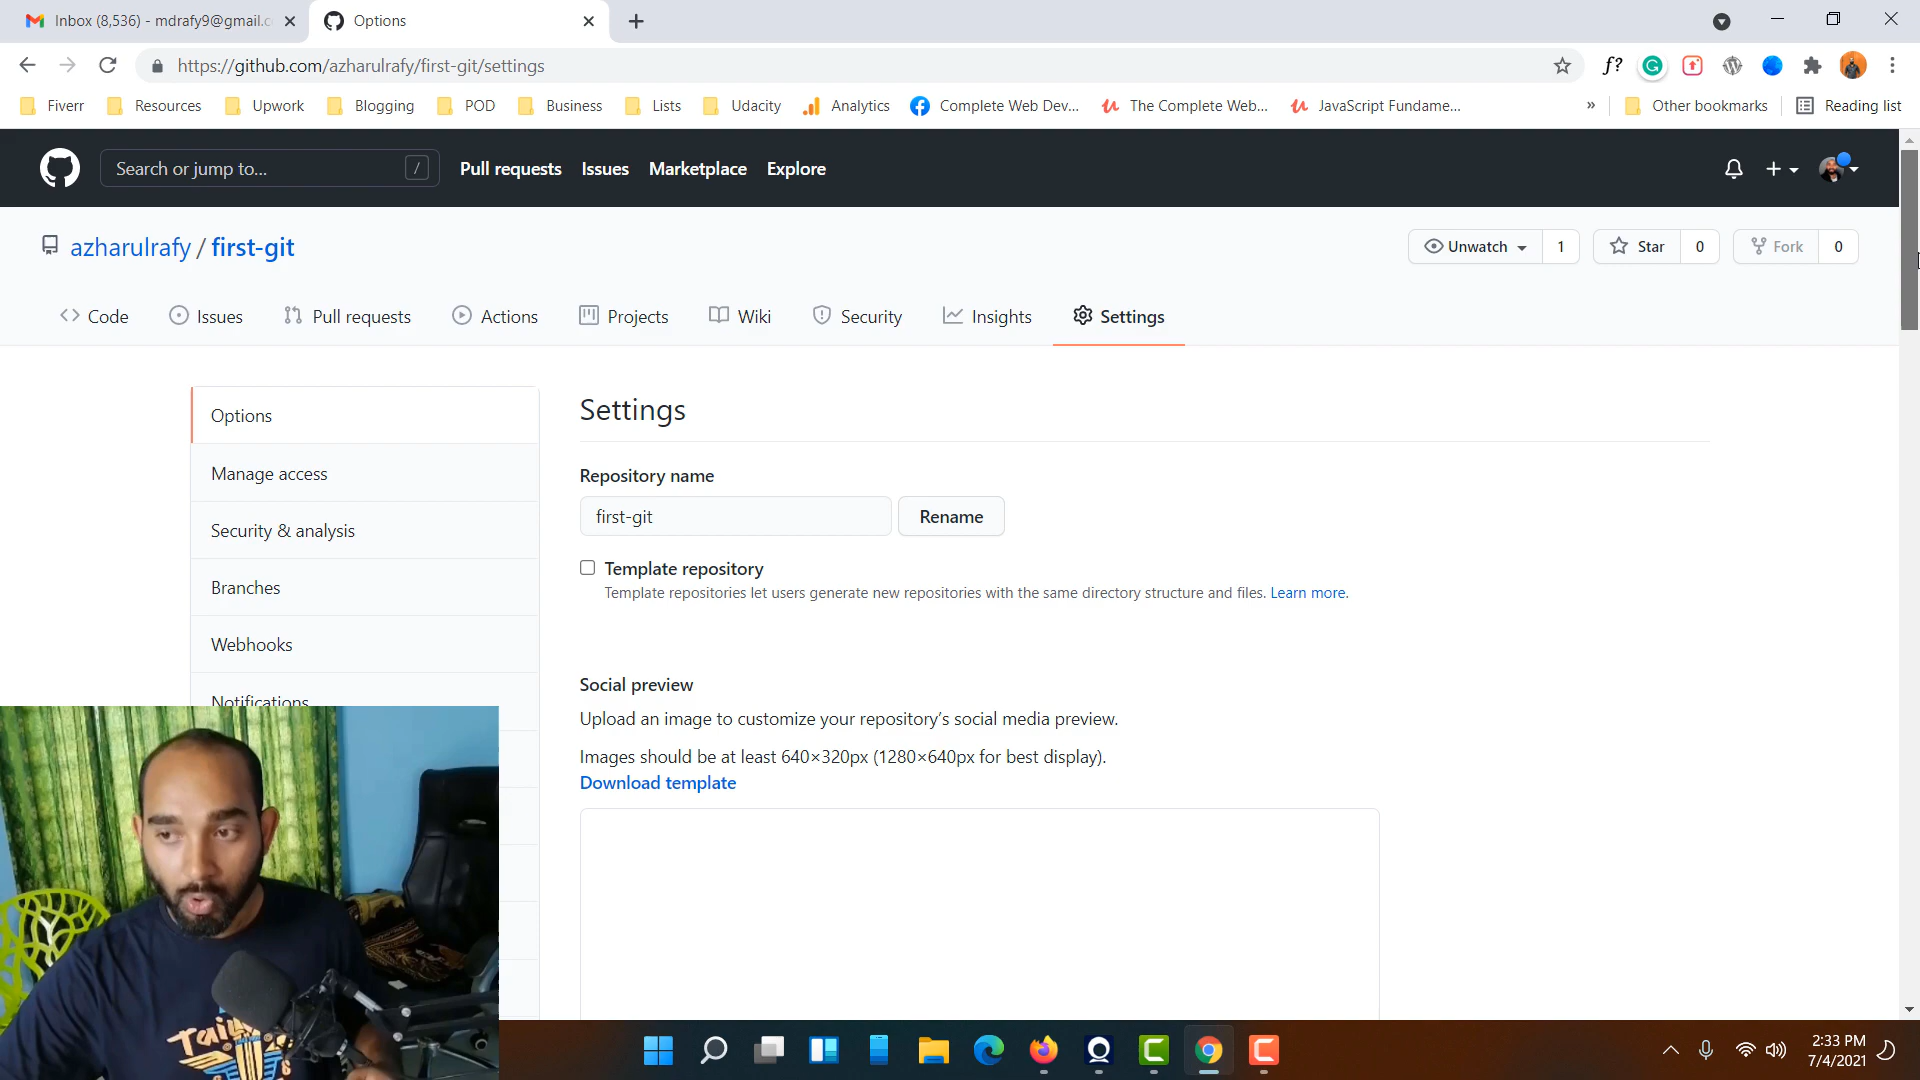 Inbox (8,536) - mdrafy9@gmail.c
Options
https://github.com/azharulrafy/first-git/settings
f?
Fiverr
Resources
Upwork
Blogging
POD
Business
Lists
Udacity
Analytics
Complete Web Dev...
The Complete Web...
JavaScript Fundame...
»
Other bookmarks
Reading list
Search or jump to...
/
Pull requests
Issues
Marketplace
Explore
azharulrafy / first-git
Unwatch
1
Star
0
Fork
0
Code
Issues
Pull requests
Actions
Projects
Wiki
Security
Insights
Settings
Options
Manage access
Security & analysis
Branches
Webhooks
Notifications
Settings
Repository name
first-git
Rename
Template repository
Template repositories let users generate new repositories with the same directory structure and files. Learn more.
Social preview
Upload an image to customize your repository’s social media preview.
Images should be at least 640×320px (1280×640px for best display).
Download template
2:33 PM
7/4/2021